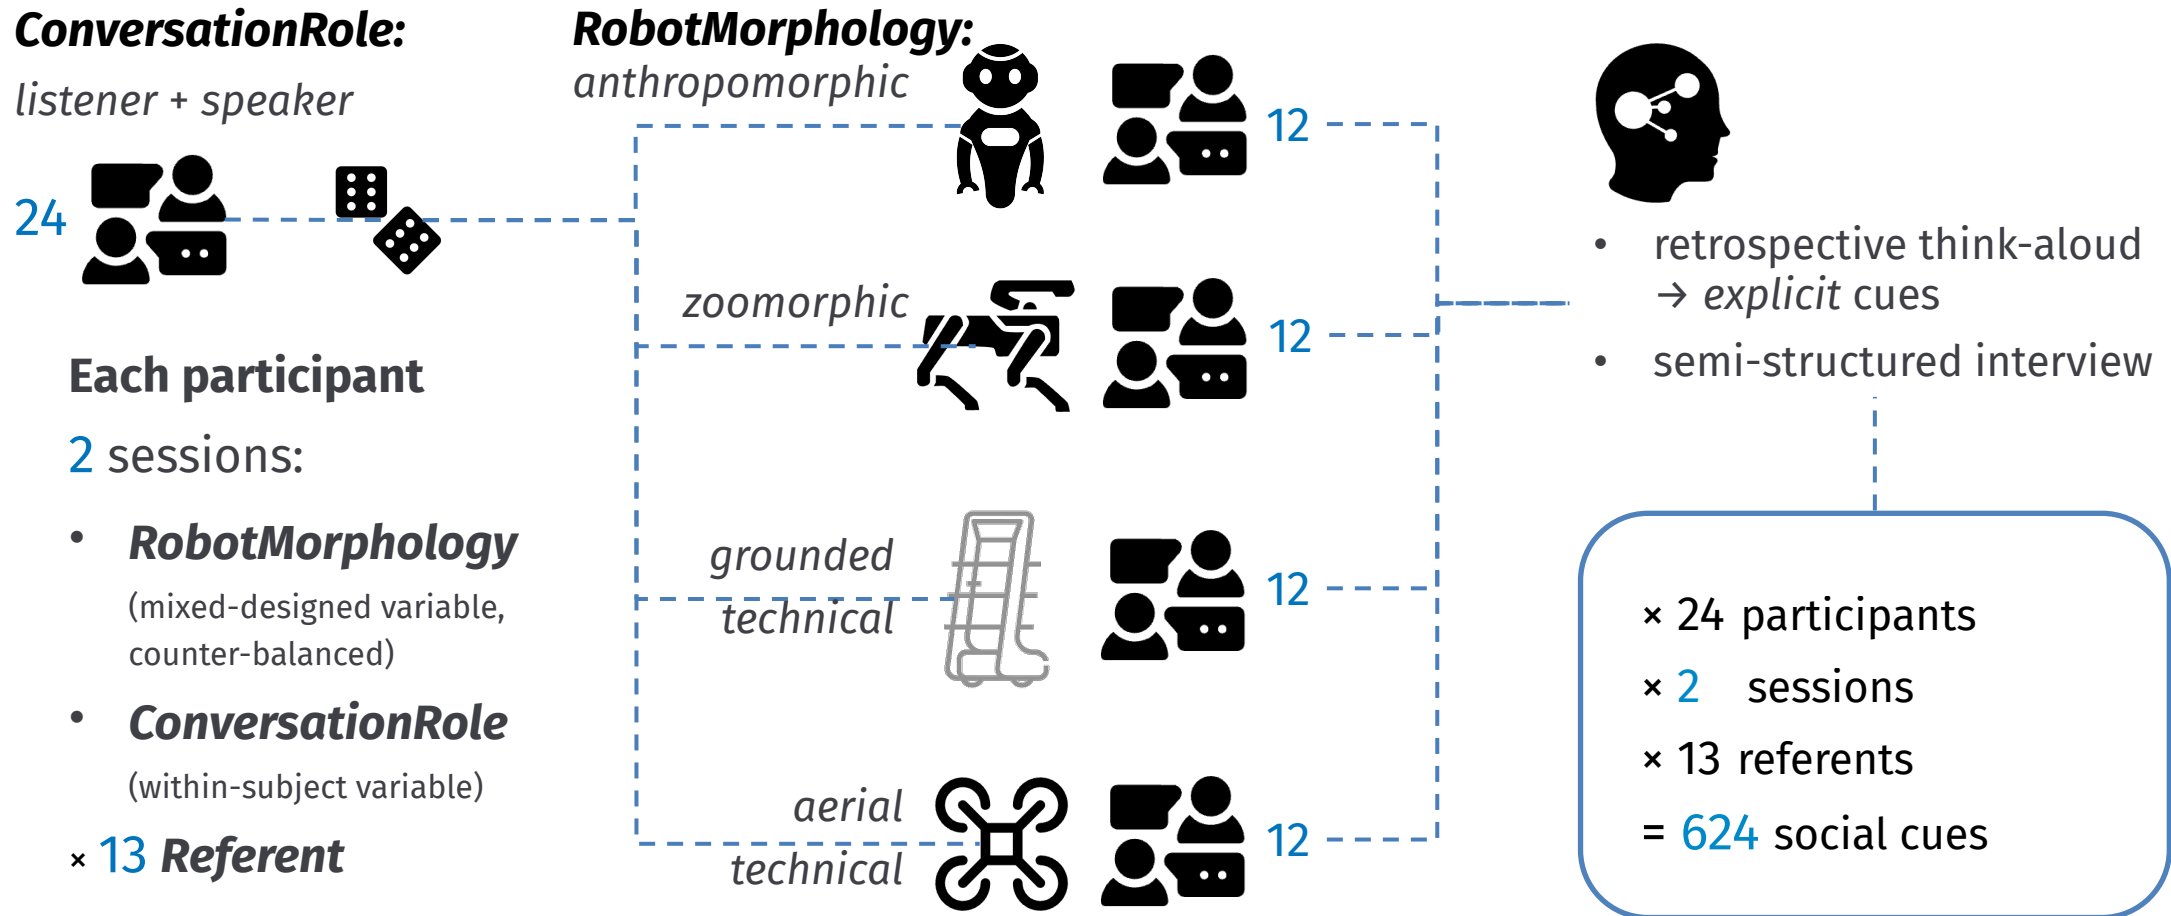 ConversationRole:
listener + speaker
24
Each participant
2 sessions:
• RobotMorphology
(mixed-designed variable,
counter-balanced)
• ConversationRole
(within-subject variable)
× 13 Referent
RobotMorphology:
anthropomorphic
12
zoomorphic
12
grounded
technical
12
aerial
technical
12
• retrospective think-aloud
→ explicit cues
• semi-structured interview
× 24 participants
× 2 sessions
× 13 referents
= 624 social cues